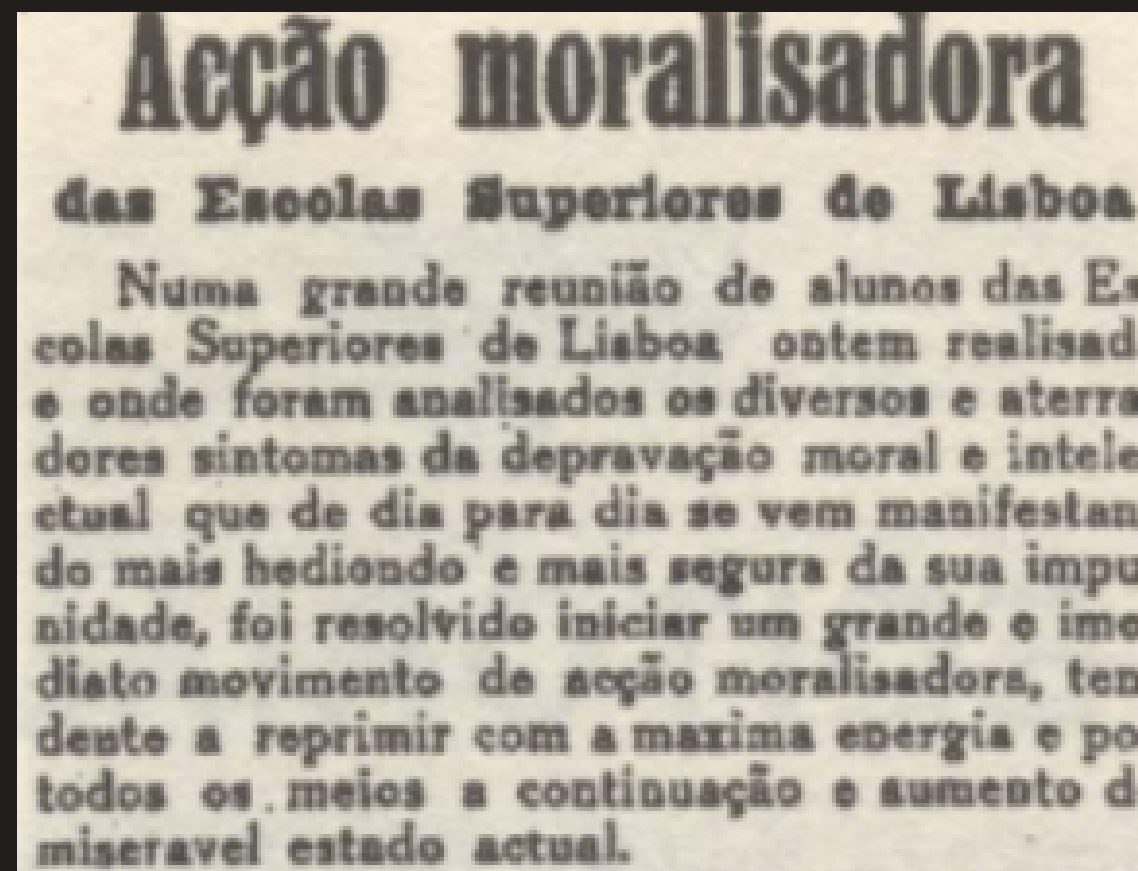 Acção moralisadora
das Escolas Superiores de Lisboa
Numa grande reunião de alunos das Es
colas Superiores de Lisboa ontem realisad
e onde foram analisados os diversos e aterra
dores sintomas da depravação moral e intele
ctual que de dia para dia se vem manifestan
do mais hediondo e mais segura da sua impu
nidade, foi resolvido iniciar um grande e ime
diato movimento de acção moralisadora, ten
dente a reprimir com a maxima energia e po
todos os meios a continuação e aumento d
miseravel estado actual.